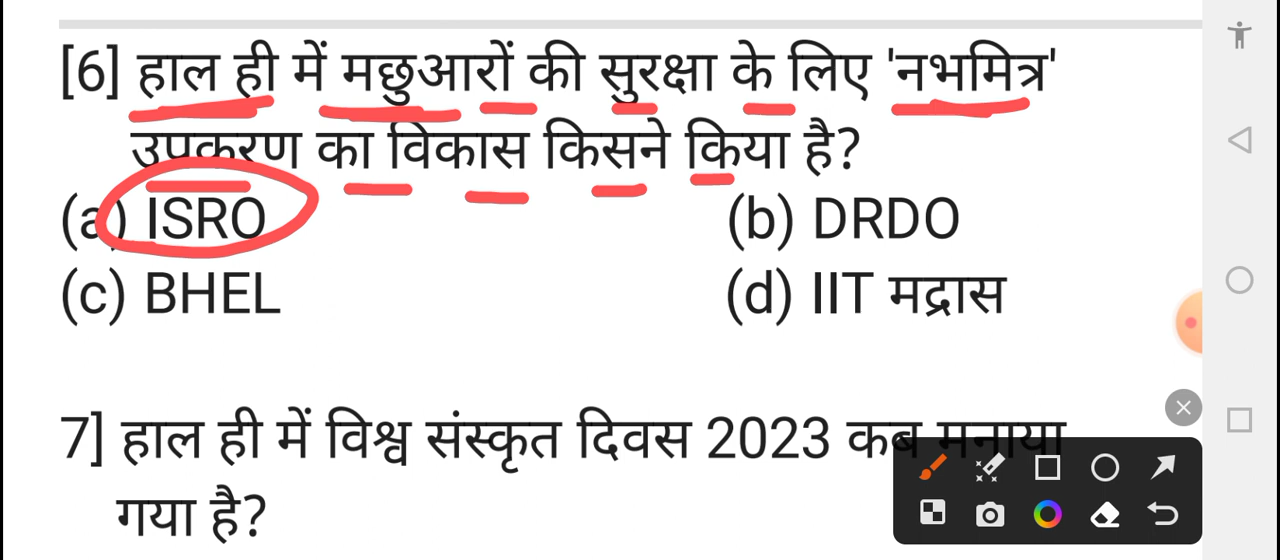 [6] हाल ही में मछुआरों की सुरक्षा के लिए 'नभमित्र'
उपकरण का विकास किसने किया है?
(a) ISRO (b) DRDO
(c) BHEL (d) IIT मद्रास
7] हाल ही में विश्व संस्कृत दिवस 2023 कब मनाया
गया है?